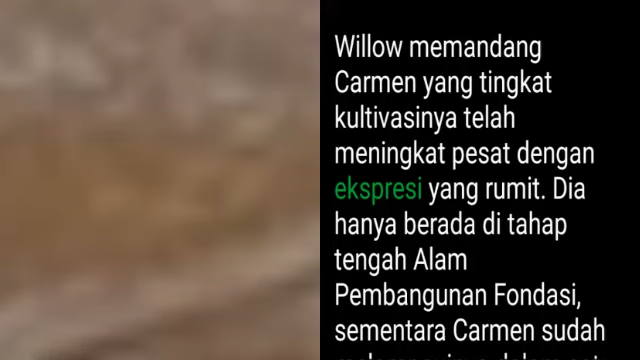 Willow memandang
Carmen yang tingkat
kultivasinya telah
meningkat pesat dengan
ekspresi yang rumit. Dia
hanya berada di tahap
tengah Alam
Pembangunan Fondasi,
sementara Carmen sudah